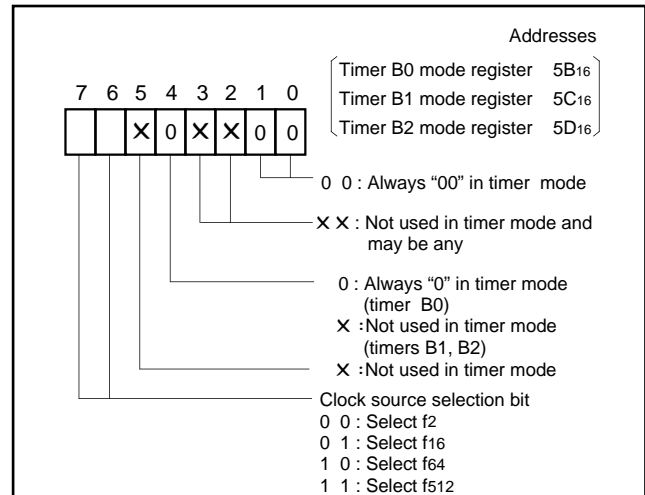 Addresses
Timer B0 mode register 5B16
Timer B1 mode register 5C16
Timer B2 mode register 5D16
7 6 5 4 3 2 1 0
× 0 × × 0 0
0 0 : Always “00” in timer mode
× × : Not used in timer mode and
may be any
0 : Always “0” in timer mode
(timer B0)
× : Not used in timer mode
(timers B1, B2)
× : Not used in timer mode
Clock source selection bit
0 0 : Select f2
0 1 : Select f16
1 0 : Select f64
1 1 : Select f512